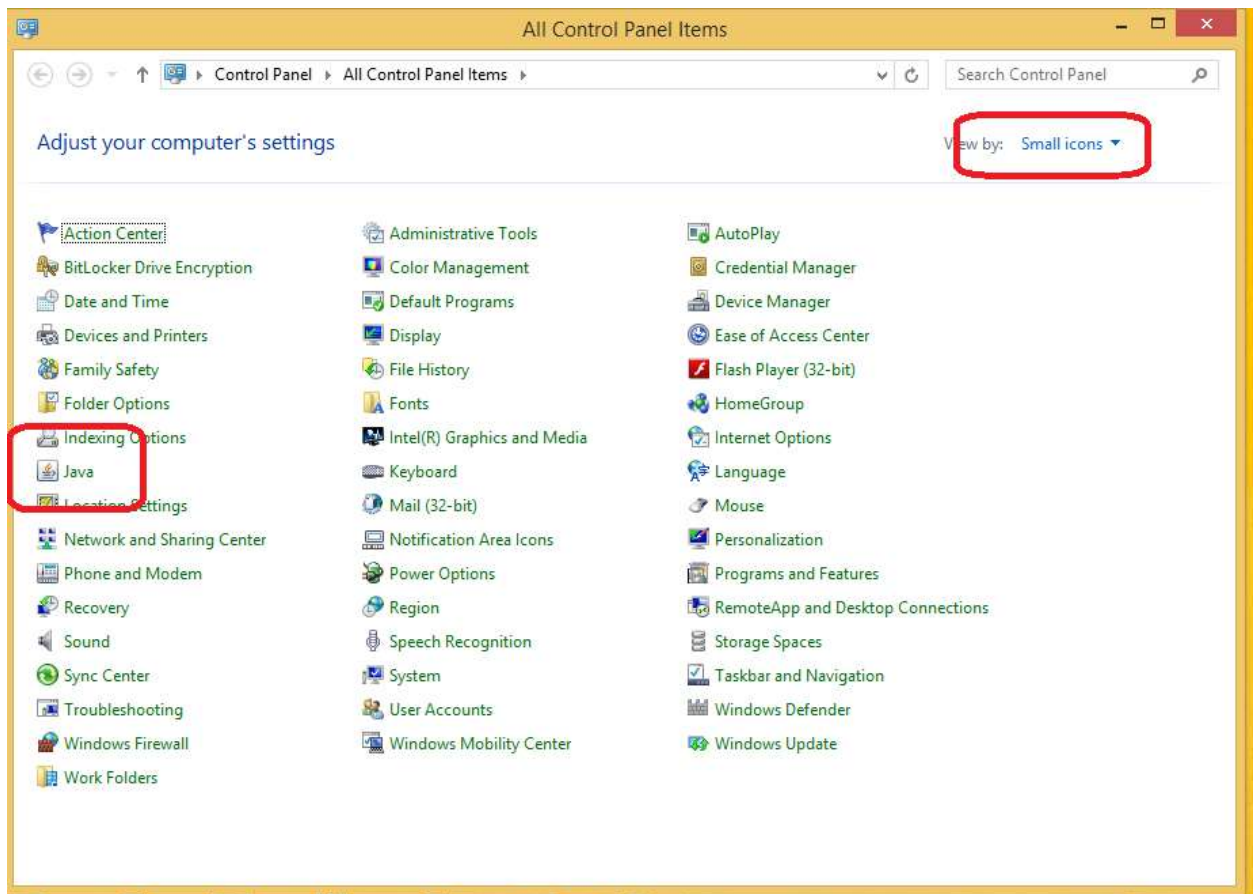 All Control Panel Items
Control Panel All Control Panel Items Search Control Panel
Adjust your computer's settings View by: Small icons
Action Center Administrative Tools AutoPlay
BitLocker Drive Encryption Color Management Credential Manager
Date and Time Default Programs Device Manager
Devices and Printers Display Ease of Access Center
Family Safety File History Flash Player (32-bit)
Folder Options Fonts HomeGroup
Indexing Options Intel(R) Graphics and Media Internet Options
Java Keyboard Language
Location Settings Mail (32-bit) Mouse
Network and Sharing Center Notification Area Icons Personalization
Phone and Modem Power Options Programs and Features
Recovery Region RemoteApp and Desktop Connections
Sound Speech Recognition Storage Spaces
Sync Center System Taskbar and Navigation
Troubleshooting User Accounts Windows Defender
Windows Firewall Windows Mobility Center Windows Update
Work Folders